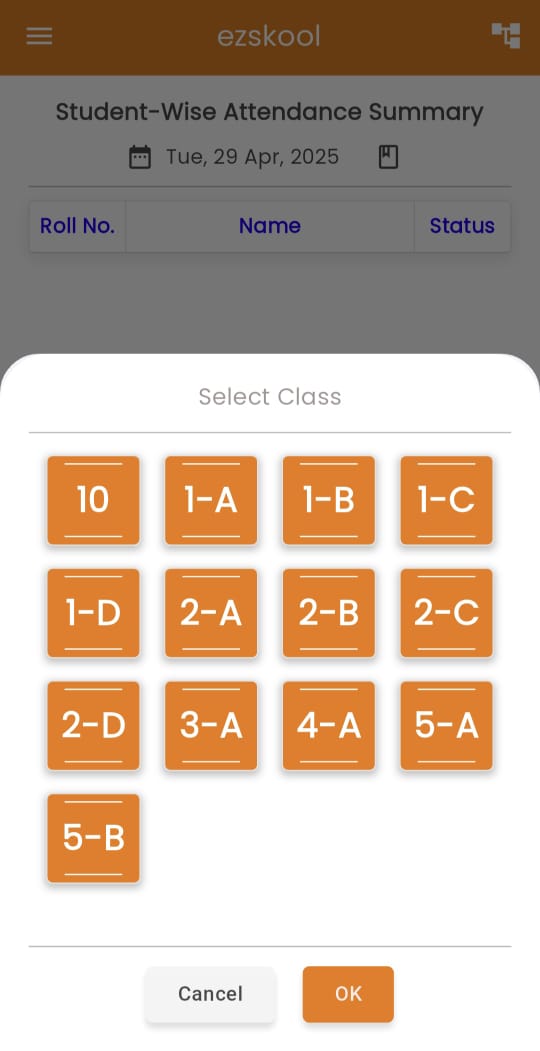 ezskool
Student-Wise Attendance Summary
Tue, 29 Apr, 2025
Roll No. Name Status
Select Class
10 1-A 1-B 1-C
1-D 2-A 2-B 2-C
2-D 3-A 4-A 5-A
5-B
Cancel OK